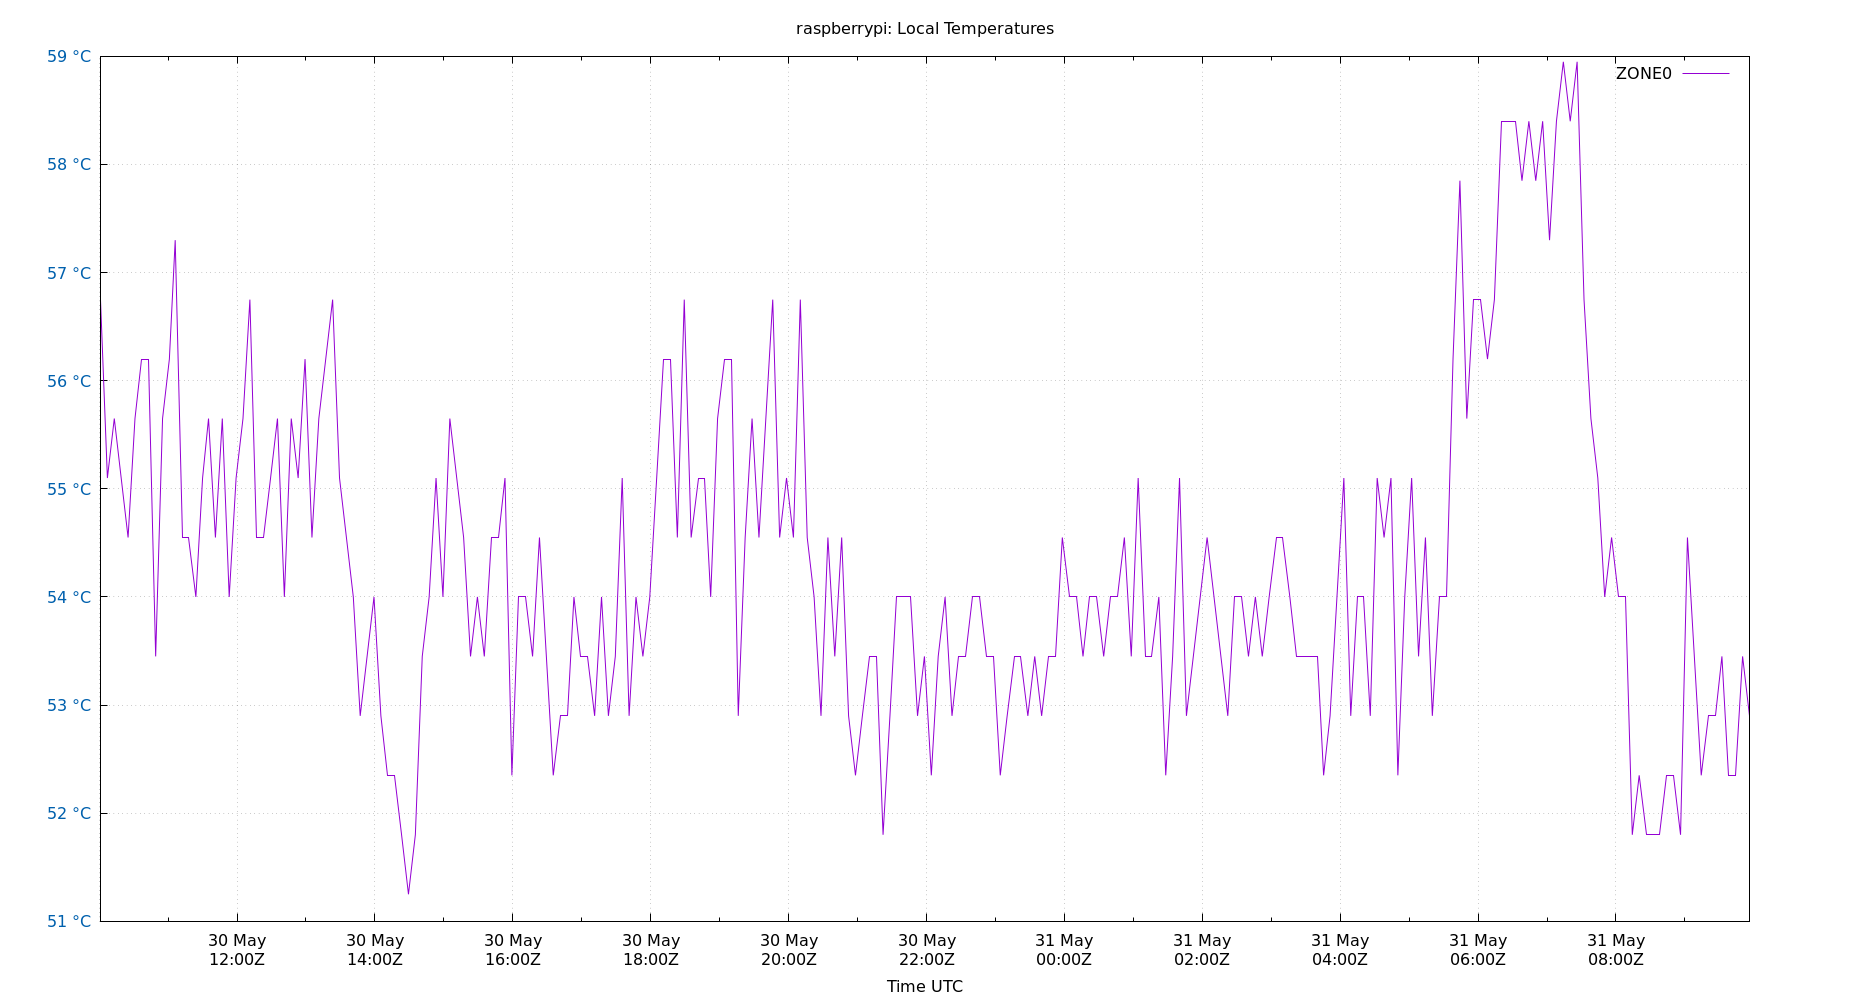 raspberrypi: Local Temperatures
59 °C
ZONE0
58 °C
57 °C
56 °C
55 °C
54 °C
53 °C
52 °C
51 °C
30 May 30 May 30 May 30 May 30 May 30 May 31 May 31 May 31 May 31 May 31 May
12:00Z 14:00Z 16:00Z 18:00Z 20:00Z 22:00Z 00:00Z 02:00Z 04:00Z 06:00Z 08:00Z
Time UTC